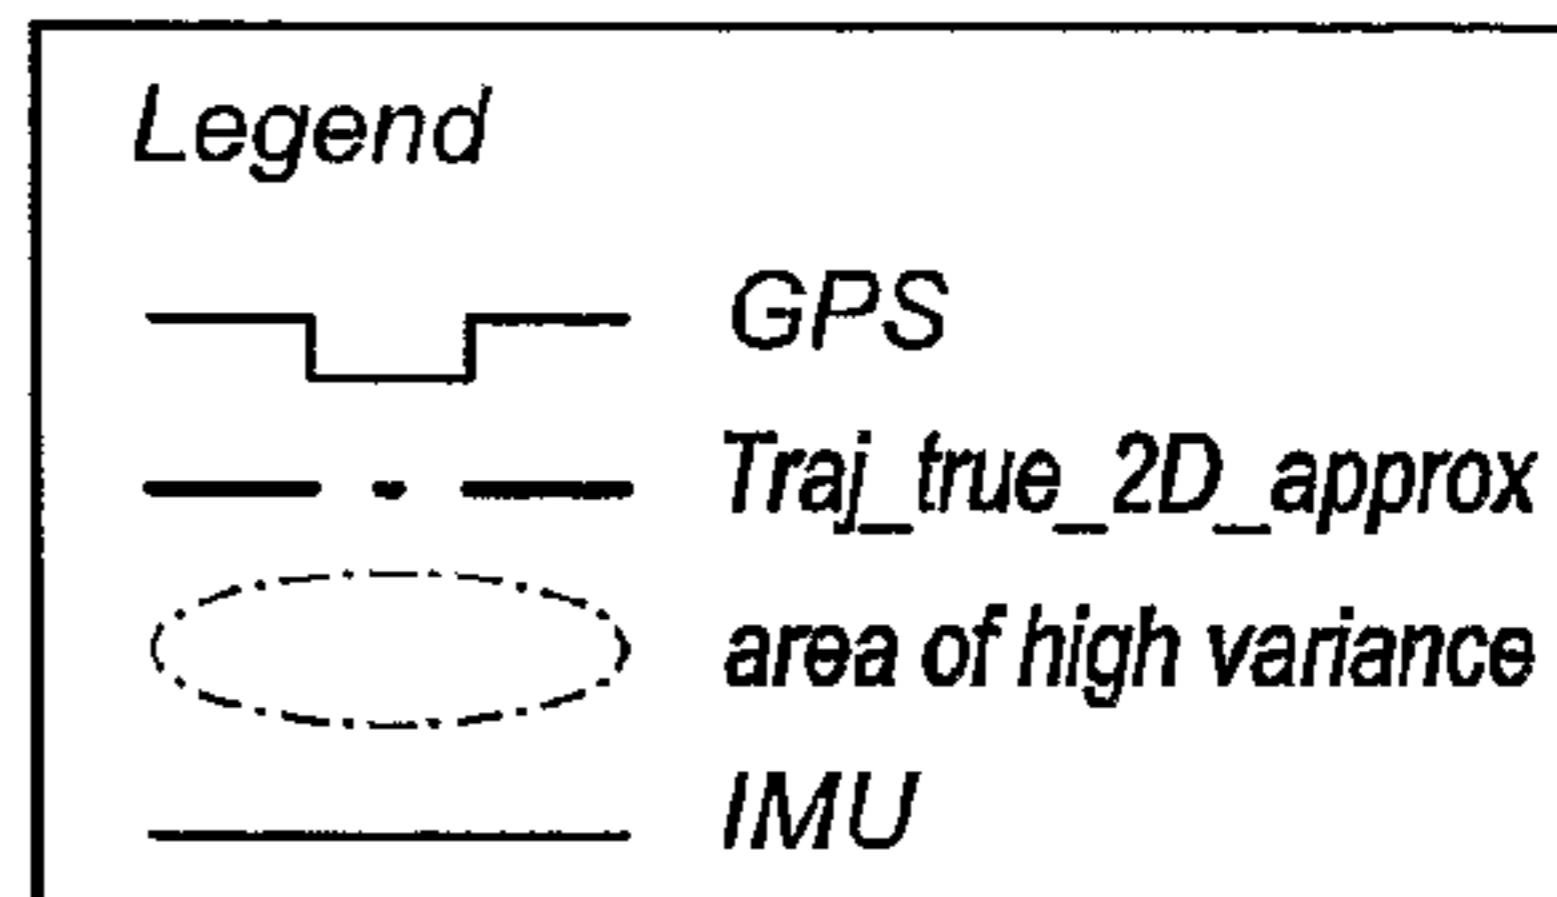 Legend
GPS
Traj_true_2D_approx
area of high variance
IMU